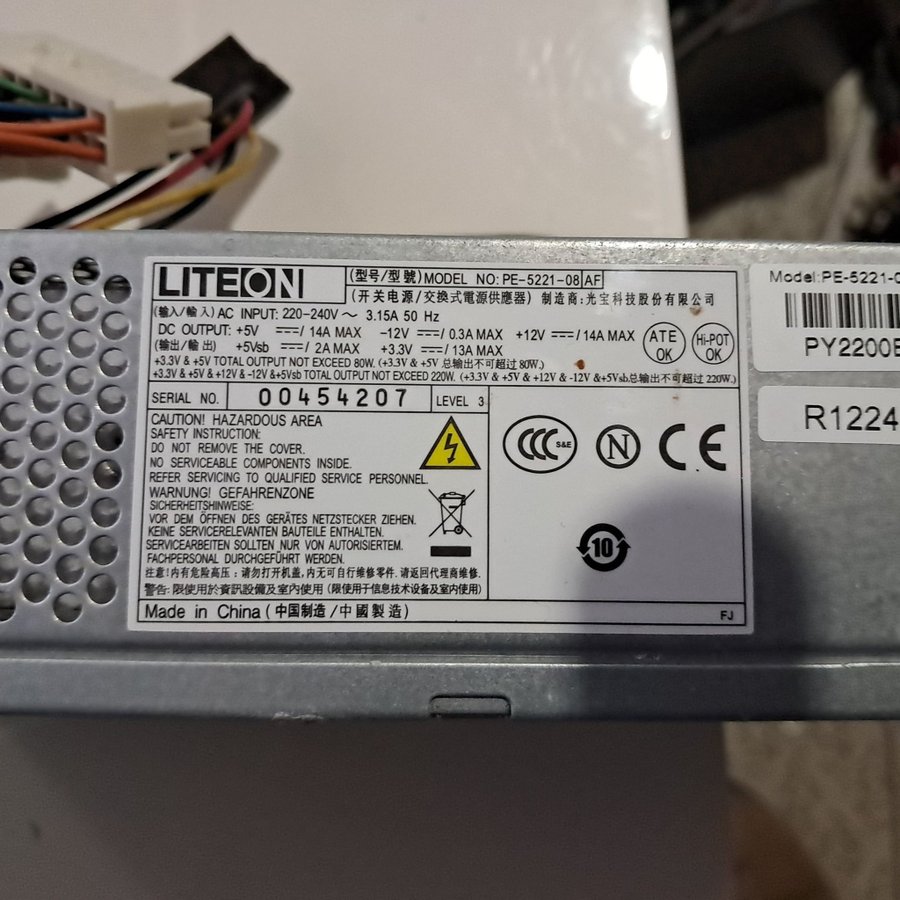 LITEON (型号/型號) MODEL NO: PE-5221-08 AF
(开关电源/交換式電源供應器) 制造商:光宝科技股份有限公司
(输入/輸入) AC INPUT: 220-240V ~ 3.15A 50 Hz
DC OUTPUT: +5V ⎓/ 14A MAX -12V ⎓/ 0.3A MAX +12V ⎓/ 14A MAX
(输出/輸出) +5Vsb ⎓/ 2A MAX +3.3V ⎓/ 13A MAX
ATE OK
Hi-POT OK
+3.3V & +5V TOTAL OUTPUT NOT EXCEED 80W. (+3.3V & +5V 总输出不可超过 80W.)
+3.3V & +5V & +12V & -12V &+5Vsb TOTAL OUTPUT NOT EXCEED 220W. (+3.3V & +5V & +12V & -12V &+5Vsb总输出不可超过 220W.)
SERIAL NO. 00454207 LEVEL 3
CAUTION! HAZARDOUS AREA
SAFETY INSTRUCTION:
DO NOT REMOVE THE COVER.
NO SERVICEABLE COMPONENTS INSIDE.
REFER SERVICING TO QUALIFIED SERVICE PERSONNEL.
WARNUNG! GEFAHRENZONE
SICHERHEITSHINWEISE:
VOR DEM ÖFFNEN DES GERÄTES NETZSTECKER ZIEHEN.
KEINE SERVICERELEVANTEN BAUTEILE ENTHALTEN.
SERVICEARBEITEN SOLLTEN NUR VON AUTORISIERTEM.
FACHPERSONAL DURCHGEFÜHRT WERDEN.
注意!内有危险高压:请勿打开机盖,内无可自行维修零件.请返回代理商维修.
警告:限使用於資訊設備及室內使用 (限使用于信息技术设备及室内使用)
CCC S&E N CE
10
Made in China (中国制造/中國製造) FJ
Model:PE-5221-0
PY2200
R1224